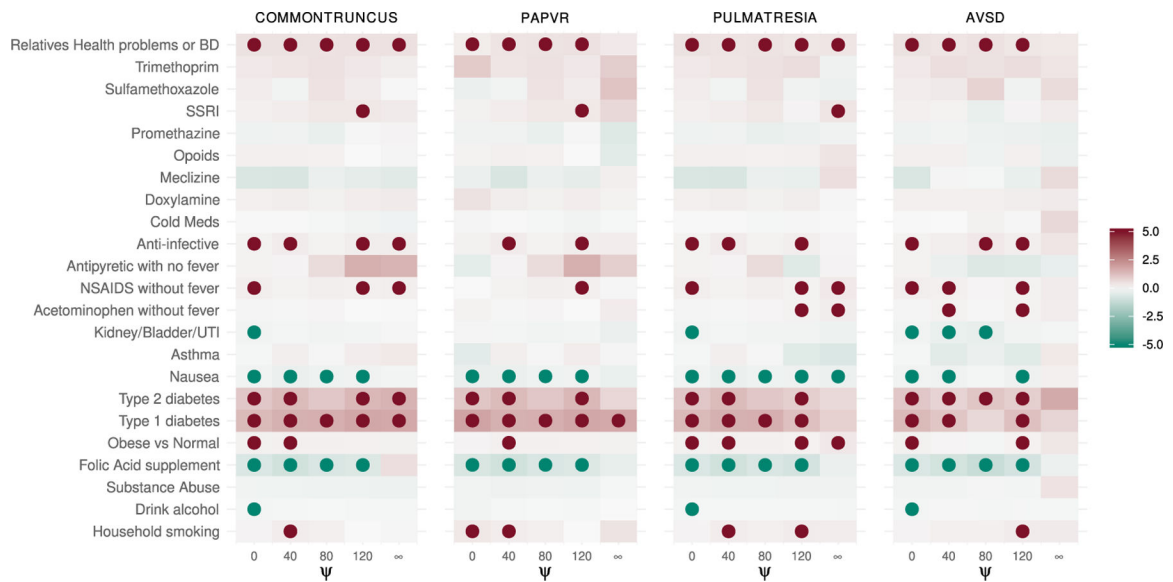 COMMONTRUNCUS PAPVR PULMATRESIA AVSD
Relatives Health problems or BD
Trimethoprim
Sulfamethoxazole
SSRI
Promethazine
Opoids
Meclizine
Doxylamine
Cold Meds
Anti-infective
Antipyretic with no fever
NSAIDS without fever
Acetominophen without fever
Kidney/Bladder/UTI
Asthma
Nausea
Type 2 diabetes
Type 1 diabetes
Obese vs Normal
Folic Acid supplement
Substance Abuse
Drink alcohol
Household smoking
5.0
2.5
0.0
-2.5
-5.0
0 40 80 120 ∞ 0 40 80 120 ∞ 0 40 80 120 ∞ 0 40 80 120 ∞
Ψ Ψ Ψ Ψ